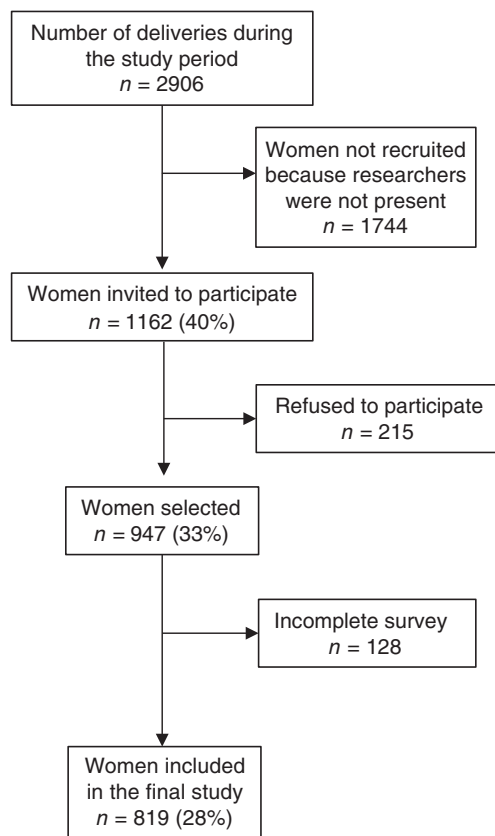 Number of deliveries during
the study period
n = 2906
Women not recruited
because researchers
were not present
n = 1744
Women invited to participate
n = 1162 (40%)
Refused to participate
n = 215
Women selected
n = 947 (33%)
Incomplete survey
n = 128
Women included
in the final study
n = 819 (28%)